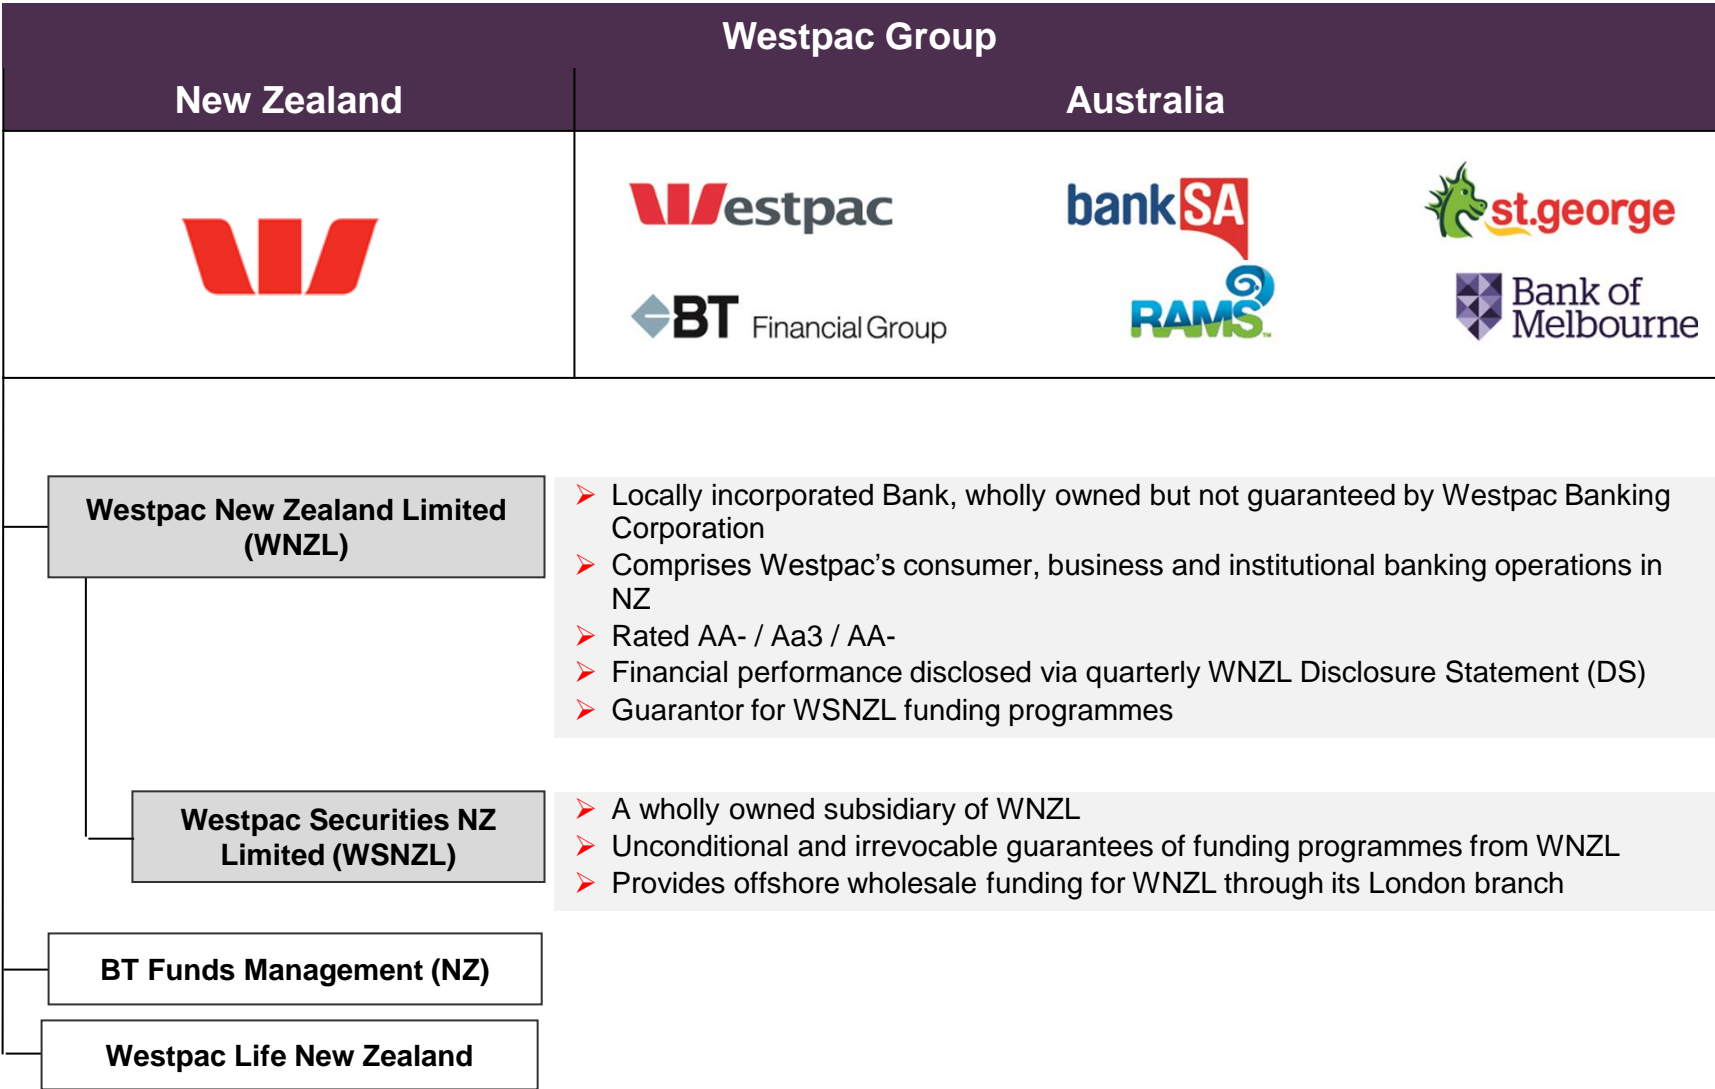 Westpac Group
New Zealand
Australia
Westpac
bankSA
st.george
BT Financial Group
RAMS™
Bank of
Melbourne
Westpac New Zealand Limited
(WNZL)
➢ Locally incorporated Bank, wholly owned but not guaranteed by Westpac Banking
Corporation
➢ Comprises Westpac’s consumer, business and institutional banking operations in
NZ
➢ Rated AA- / Aa3 / AA-
➢ Financial performance disclosed via quarterly WNZL Disclosure Statement (DS)
➢ Guarantor for WSNZL funding programmes
Westpac Securities NZ
Limited (WSNZL)
➢ A wholly owned subsidiary of WNZL
➢ Unconditional and irrevocable guarantees of funding programmes from WNZL
➢ Provides offshore wholesale funding for WNZL through its London branch
BT Funds Management (NZ)
Westpac Life New Zealand